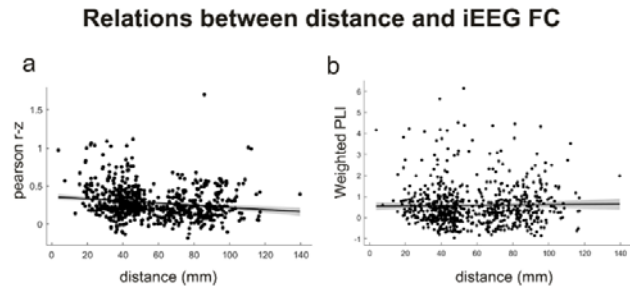 Relations between distance and iEEG FC
a
pearson r-z
1.5
1
0.5
0
0 20 40 60 80 100 120 140
distance (mm)
b
Weighted PLI
6
5
4
3
2
1
0
-1
0 20 40 60 80 100 120 140
distance (mm)